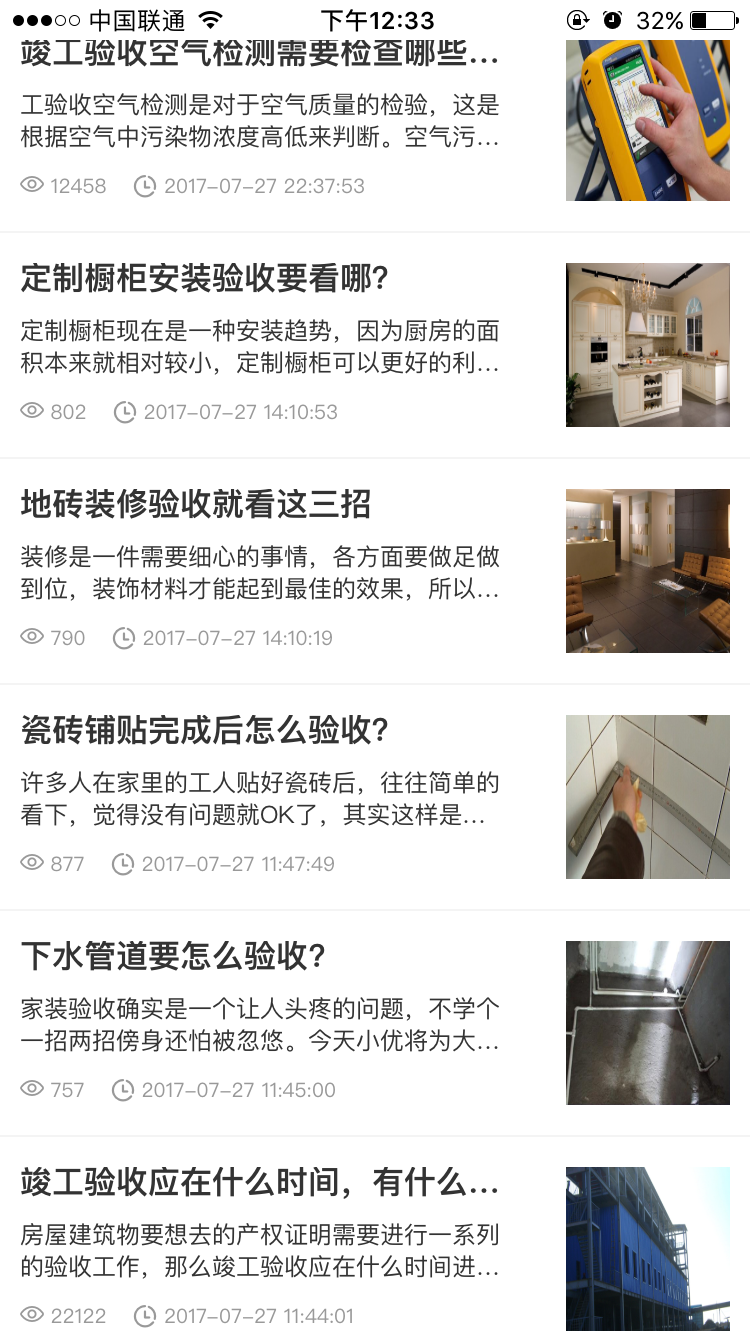 中国联通 下午12:33 32%
竣工验收空气检测需要检查哪些...
工验收空气检测是对于空气质量的检验，这是
根据空气中污染物浓度高低来判断。空气污...
12458 2017-07-27 22:37:53
定制橱柜安装验收要看哪？
定制橱柜现在是一种安装趋势，因为厨房的面
积本来就相对较小，定制橱柜可以更好的利...
802 2017-07-27 14:10:53
地砖装修验收就看这三招
装修是一件需要细心的事情，各方面要做足做
到位，装饰材料才能起到最佳的效果，所以...
790 2017-07-27 14:10:19
瓷砖铺贴完成后怎么验收？
许多人在家里的工人贴好瓷砖后，往往简单的
看下，觉得没有问题就OK了，其实这样是...
877 2017-07-27 11:47:49
下水管道要怎么验收？
家装验收确实是一个让人头疼的问题，不学个
一招两招傍身还怕被忽悠。今天小优将为大...
757 2017-07-27 11:45:00
竣工验收应在什么时间，有什么...
房屋建筑物要想去的产权证明需要进行一系列
的验收工作，那么竣工验收应在什么时间进...
22122 2017-07-27 11:44:01